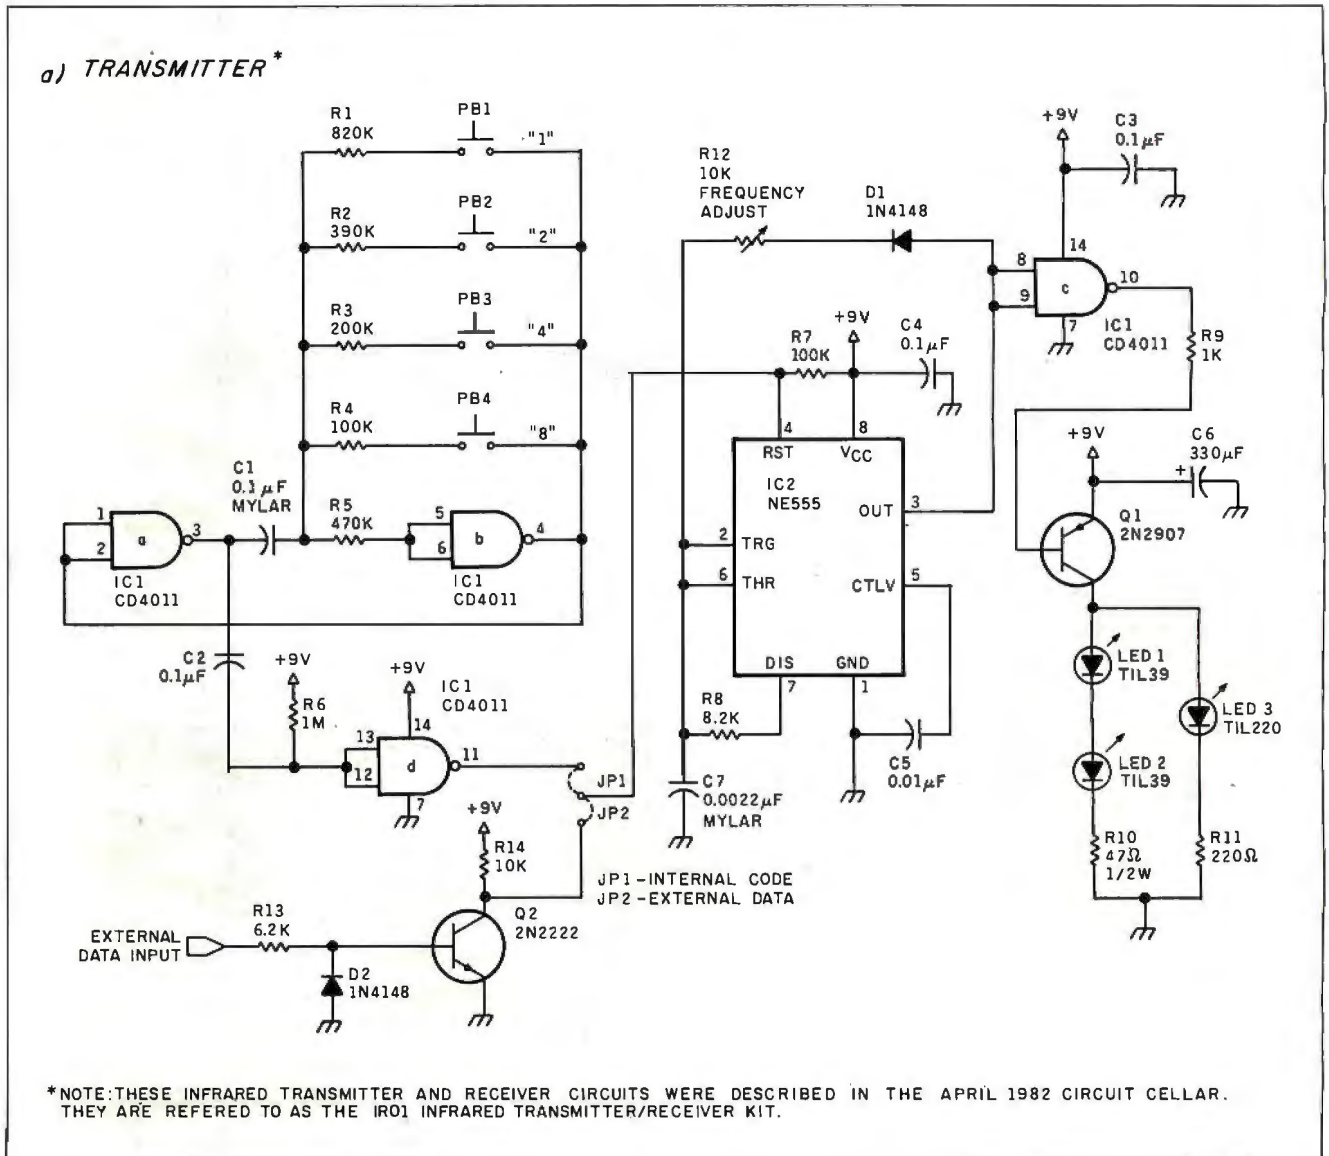 a) TRANSMITTER*
R1
820K
PB1
"1"
R2
390K
PB2
"2"
R3
200K
PB3
"4"
R4
100K
PB4
"8"
C1
0.1µF
MYLAR
R5
470K
1
2
a
3
IC1
CD4011
5
6
b
4
IC1
CD4011
C2
0.1µF
+9V
R6
1M
+9V
IC1
CD4011
14
13
12
d
11
7
JP1
JP2
+9V
R14
10K
JP1-INTERNAL CODE
JP2-EXTERNAL DATA
EXTERNAL
DATA INPUT
R13
6.2K
D2
1N4148
Q2
2N2222
R12
10K
FREQUENCY
ADJUST
D1
1N4148
+9V
C3
0.1µF
14
8
9
c
10
7
IC1
CD4011
R9
1K
R7
100K
+9V
C4
0.1µF
4
8
RST
VCC
IC2
NE555
OUT
3
2
TRG
6
THR
CTLV
5
DIS
GND
7
1
R8
8.2K
C5
0.01µF
C7
0.0022µF
MYLAR
+9V
C6
330µF
+
Q1
2N2907
LED 1
TIL39
LED 2
TIL39
LED 3
TIL220
R10
47Ω
1/2W
R11
220Ω
*NOTE:THESE INFRARED TRANSMITTER AND RECEIVER CIRCUITS WERE DESCRIBED IN THE APRIL 1982 CIRCUIT CELLAR.
THEY ARE REFERED TO AS THE IRO1 INFRARED TRANSMITTER/RECEIVER KIT.